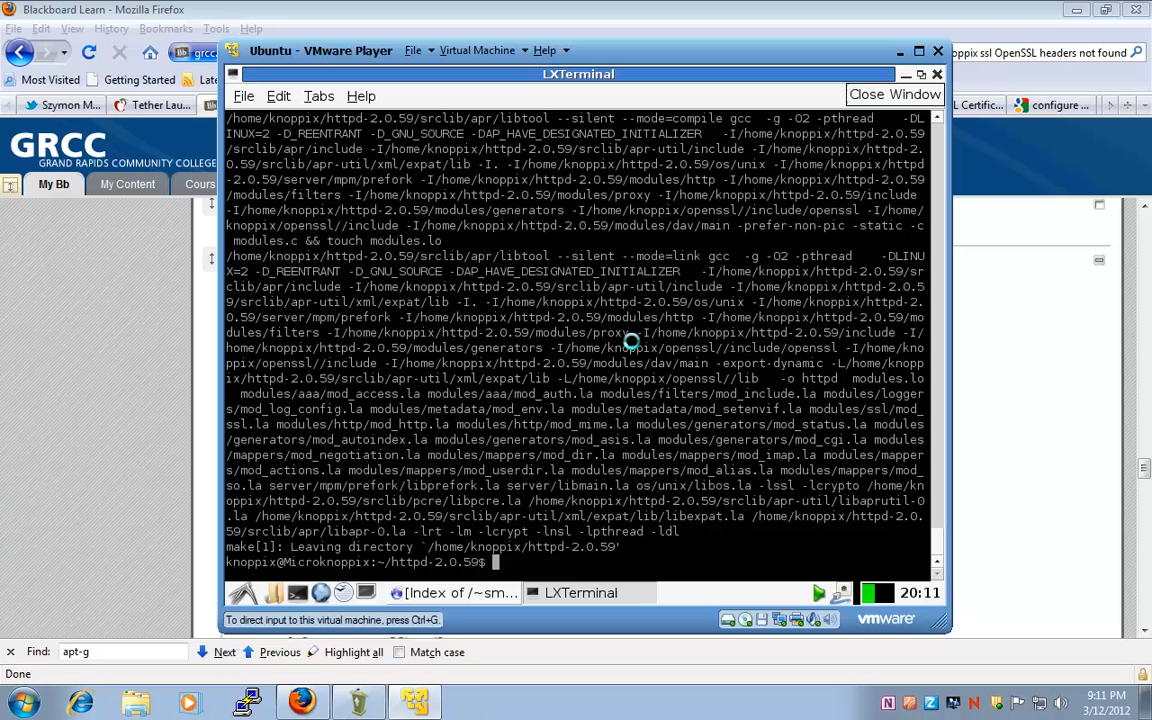 Blackboard Learn - Mozilla Firefox
File Edit View History Bookmarks Tools Help
grcc
oppix ssl OpenSSL headers not found
Most Visited Getting Started Late
Szymon M... Tether Lau... L Certific... configure ...
GRCC
GRAND RAPIDS COMMUNITY COLLEGE
My Bb My Content Cours
Ubuntu - VMware Player File Virtual Machine Help
LXTerminal
File Edit Tabs Help
Close Window
/home/knoppix/httpd-2.0.59/srclib/apr/libtool --silent --mode=compile gcc -g -O2 -pthread -DL
INUX=2 -D_REENTRANT -D_GNU_SOURCE -DAP_HAVE_DESIGNATED_INITIALIZER -I/home/knoppix/httpd-2.0.59
/srclib/apr/include -I/home/knoppix/httpd-2.0.59/srclib/apr-util/include -I/home/knoppix/httpd-2.
0.59/srclib/apr-util/xml/expat/lib -I. -I/home/knoppix/httpd-2.0.59/os/unix -I/home/knoppix/httpd
-2.0.59/server/mpm/prefork -I/home/knoppix/httpd-2.0.59/modules/http -I/home/knoppix/httpd-2.0.59
/modules/filters -I/home/knoppix/httpd-2.0.59/modules/proxy -I/home/knoppix/httpd-2.0.59/include
-I/home/knoppix/httpd-2.0.59/modules/generators -I/home/knoppix/openssl//include/openssl -I/home/
knoppix/openssl//include -I/home/knoppix/httpd-2.0.59/modules/dav/main -prefer-non-pic -static -c
modules.c && touch modules.lo
/home/knoppix/httpd-2.0.59/srclib/apr/libtool --silent --mode=link gcc -g -O2 -pthread -DLINU
X=2 -D_REENTRANT -D_GNU_SOURCE -DAP_HAVE_DESIGNATED_INITIALIZER -I/home/knoppix/httpd-2.0.59/sr
clib/apr/include -I/home/knoppix/httpd-2.0.59/srclib/apr-util/include -I/home/knoppix/httpd-2.0.5
9/srclib/apr-util/xml/expat/lib -I. -I/home/knoppix/httpd-2.0.59/os/unix -I/home/knoppix/httpd-2.
0.59/server/mpm/prefork -I/home/knoppix/httpd-2.0.59/modules/http -I/home/knoppix/httpd-2.0.59/mo
dules/filters -I/home/knoppix/httpd-2.0.59/modules/proxy -I/home/knoppix/httpd-2.0.59/include -I/
home/knoppix/httpd-2.0.59/modules/generators -I/home/knoppix/openssl//include/openssl -I/home/kno
ppix/openssl//include -I/home/knoppix/httpd-2.0.59/modules/dav/main -export-dynamic -L/home/knopp
ix/httpd-2.0.59/srclib/apr-util/xml/expat/lib -L/home/knoppix/openssl//lib -o httpd modules.lo
modules/aaa/mod_access.la modules/aaa/mod_auth.la modules/filters/mod_include.la modules/logger
s/mod_log_config.la modules/metadata/mod_env.la modules/metadata/mod_setenvif.la modules/ssl/mod_
ssl.la modules/http/mod_http.la modules/http/mod_mime.la modules/generators/mod_status.la modules
/generators/mod_autoindex.la modules/generators/mod_asis.la modules/generators/mod_cgi.la modules
/mappers/mod_negotiation.la modules/mappers/mod_dir.la modules/mappers/mod_imap.la modules/mapper
s/mod_actions.la modules/mappers/mod_userdir.la modules/mappers/mod_alias.la modules/mappers/mod_
so.la server/mpm/prefork/libprefork.la server/libmain.la os/unix/libos.la -lssl -lcrypto /home/kn
oppix/httpd-2.0.59/srclib/pcre/libpcre.la /home/knoppix/httpd-2.0.59/srclib/apr-util/libaprutil-0
.la /home/knoppix/httpd-2.0.59/srclib/apr-util/xml/expat/lib/libexpat.la /home/knoppix/httpd-2.0.
59/srclib/apr/libapr-0.la -lrt -lm -lcrypt -lnsl -lpthread -ldl
make[1]: Leaving directory `/home/knoppix/httpd-2.0.59'
knoppix@Microknoppix:~/httpd-2.0.59$
[Index of /~sm... LXTerminal 20:11
To direct input to this virtual machine, press Ctrl+G. vmware
Find: apt-g Next Previous Highlight all Match case
Done
9:11 PM
3/12/2012